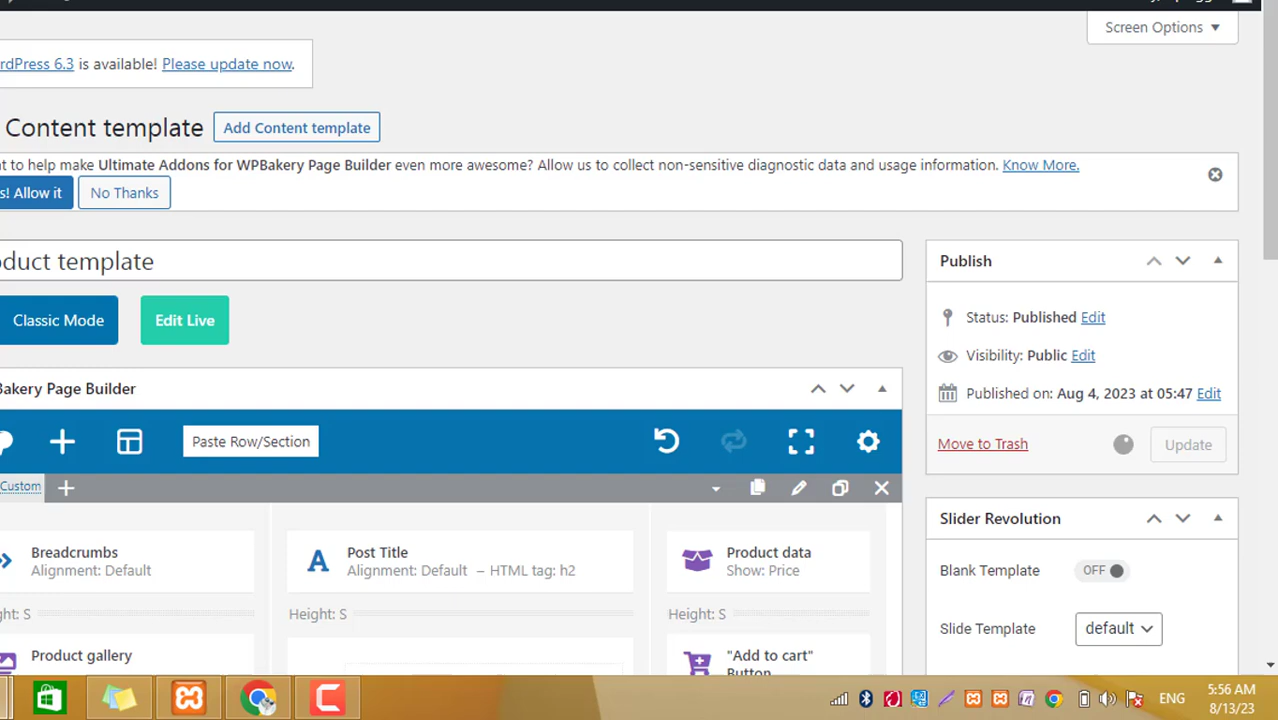 Screen Options
rdPress 6.3 is available! Please update now.
Content template
Add Content template
t to help make Ultimate Addons for WPBakery Page Builder even more awesome? Allow us to collect non-sensitive diagnostic data and usage information. Know More.
s! Allow it
No Thanks
duct template
Publish
Classic Mode
Edit Live
Status: Published Edit
Visibility: Public Edit
Bakery Page Builder
Published on: Aug 4, 2023 at 05:47 Edit
Paste Row/Section
Move to Trash
Update
Custom
Slider Revolution
Breadcrumbs
Alignment: Default
Post Title
Alignment: Default – HTML tag: h2
Product data
Show: Price
Blank Template
OFF
ght: S
Height: S
Height: S
Slide Template
default
Product gallery
"Add to cart"
Button
ENG
5:56 AM
8/13/23